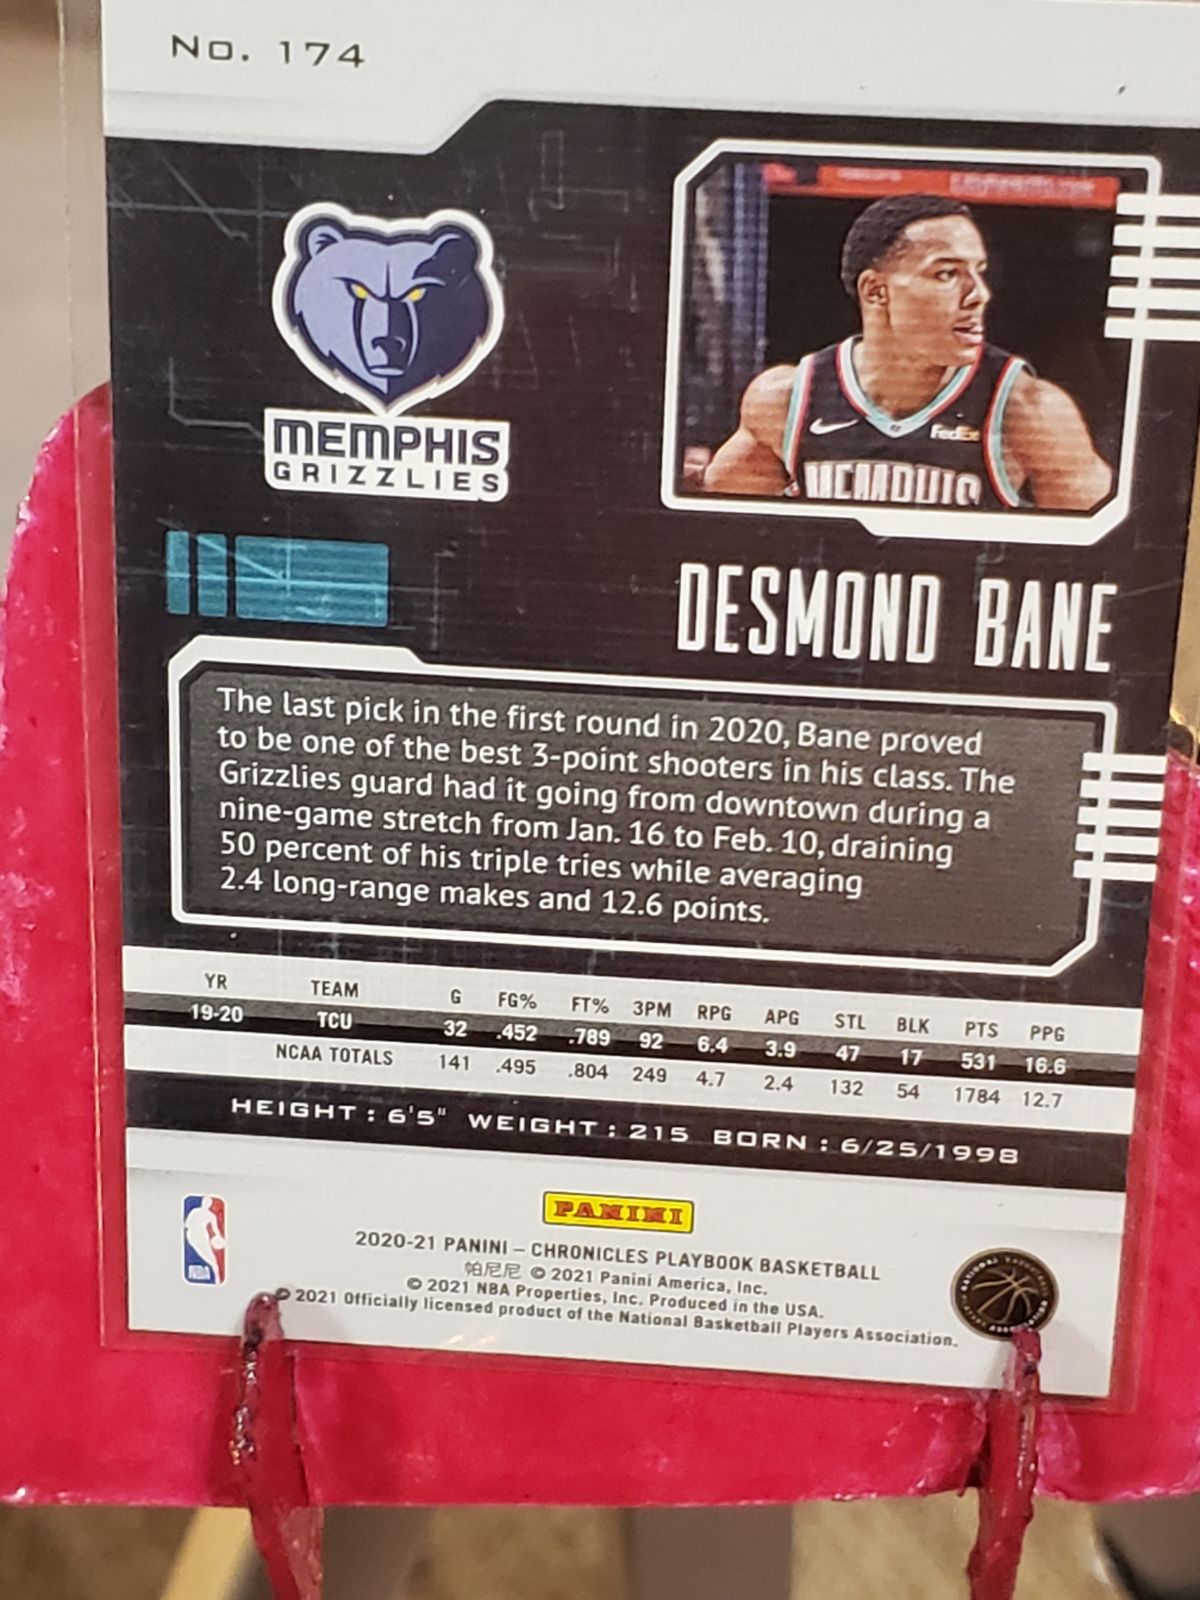 No. 174
MEMPHIS
GRIZZLIES
FedEx
MEMPHIS
DESMOND BANE
The last pick in the first round in 2020, Bane proved
to be one of the best 3-point shooters in his class. The
Grizzlies guard had it going from downtown during a
nine-game stretch from Jan. 16 to Feb. 10, draining
50 percent of his triple tries while averaging
2.4 long-range makes and 12.6 points.
YR TEAM G FG% FT% 3PM RPG APG STL BLK PTS PPG
19-20 TCU 32 .452 .789 92 6.4 3.9 47 17 531 16.6
NCAA TOTALS 141 .495 .804 249 4.7 2.4 132 54 1784 12.7
HEIGHT: 6'5" WEIGHT: 215 BORN: 6/25/1998
PANINI
2020-21 PANINI – CHRONICLES PLAYBOOK BASKETBALL
帕尼尼 © 2021 Panini America, Inc.
© 2021 NBA Properties, Inc. Produced in the USA.
© 2021 Officially licensed product of the National Basketball Players Association.
NBA